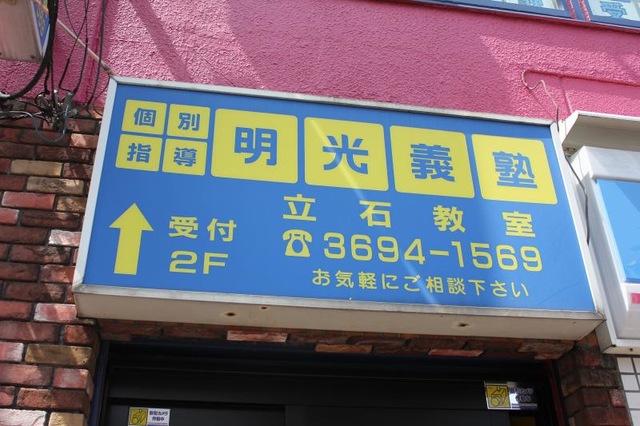 個別
指導
明光義塾
立石教室
☎3694-1569
お気軽にご相談下さい
受付
2F